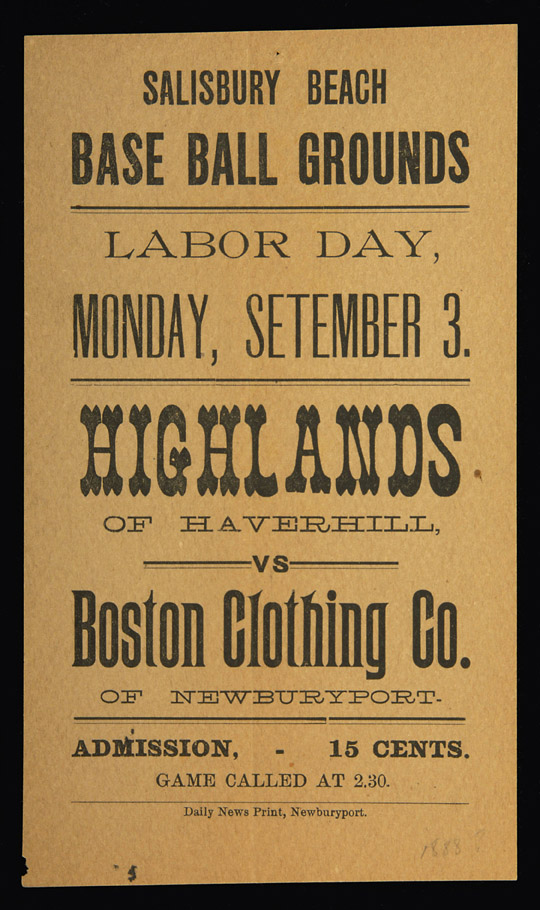 SALISBURY BEACH
BASE BALL GROUNDS
LABOR DAY,
MONDAY, SETEMBER 3.
HIGHLANDS
OF HAVERHILL,
VS
Boston Clothing Co.
OF NEWBURYPORT-
ADMISSION, - 15 CENTS.
GAME CALLED AT 2.30.
Daily News Print, Newburyport.
1888 ?